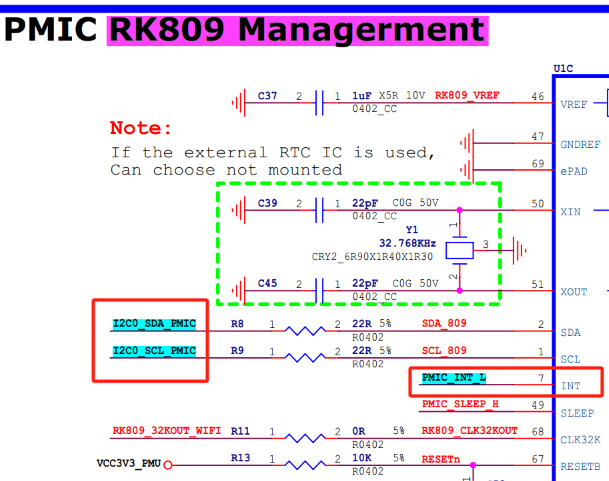 PMIC RK809 Managerment
U1C
C37 2 1 1uF X5R 10V RK809_VREF 46 VREF
0402_CC
Note:
47 GNDREF
If the external RTC IC is used,
69 ePAD
Can choose not mounted
C39 2 1 22pF C0G 50V 50 XIN
0402_CC
1
Y1
32.768KHz 3
CRY2_6R90X1R40X1R30
2
C45 2 1 22pF C0G 50V 51 XOUT
0402_CC
I2C0_SDA_PMIC R8 1 2 22R 5% SDA_809 2 SDA
R0402
I2C0_SCL_PMIC R9 1 2 22R 5% SCL_809 1 SCL
R0402
PMIC_INT_L 7 INT
PMIC_SLEEP_H 49 SLEEP
RK809_32KOUT_WIFI R11 1 2 0R 5% RK809_CLK32KOUT 68 CLK32K
R0402
VCC3V3_PMU R13 1 2 10K 5% RESETn 67 RESETB
R0402